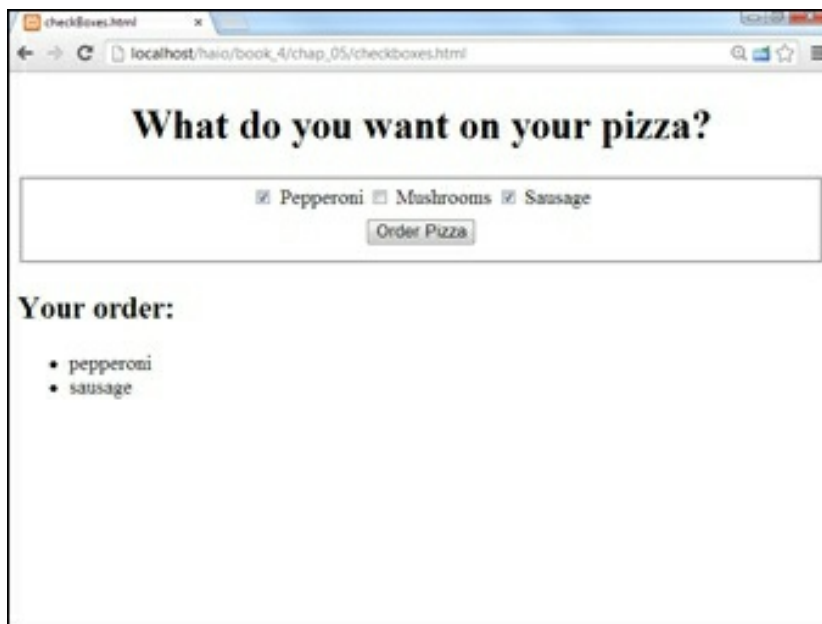 checkBoxes.html
localhost/haio/book_4/chap_05/checkboxes.html
What do you want on your pizza?
Pepperoni Mushrooms Sausage
Order Pizza
Your order:
• pepperoni
• sausage